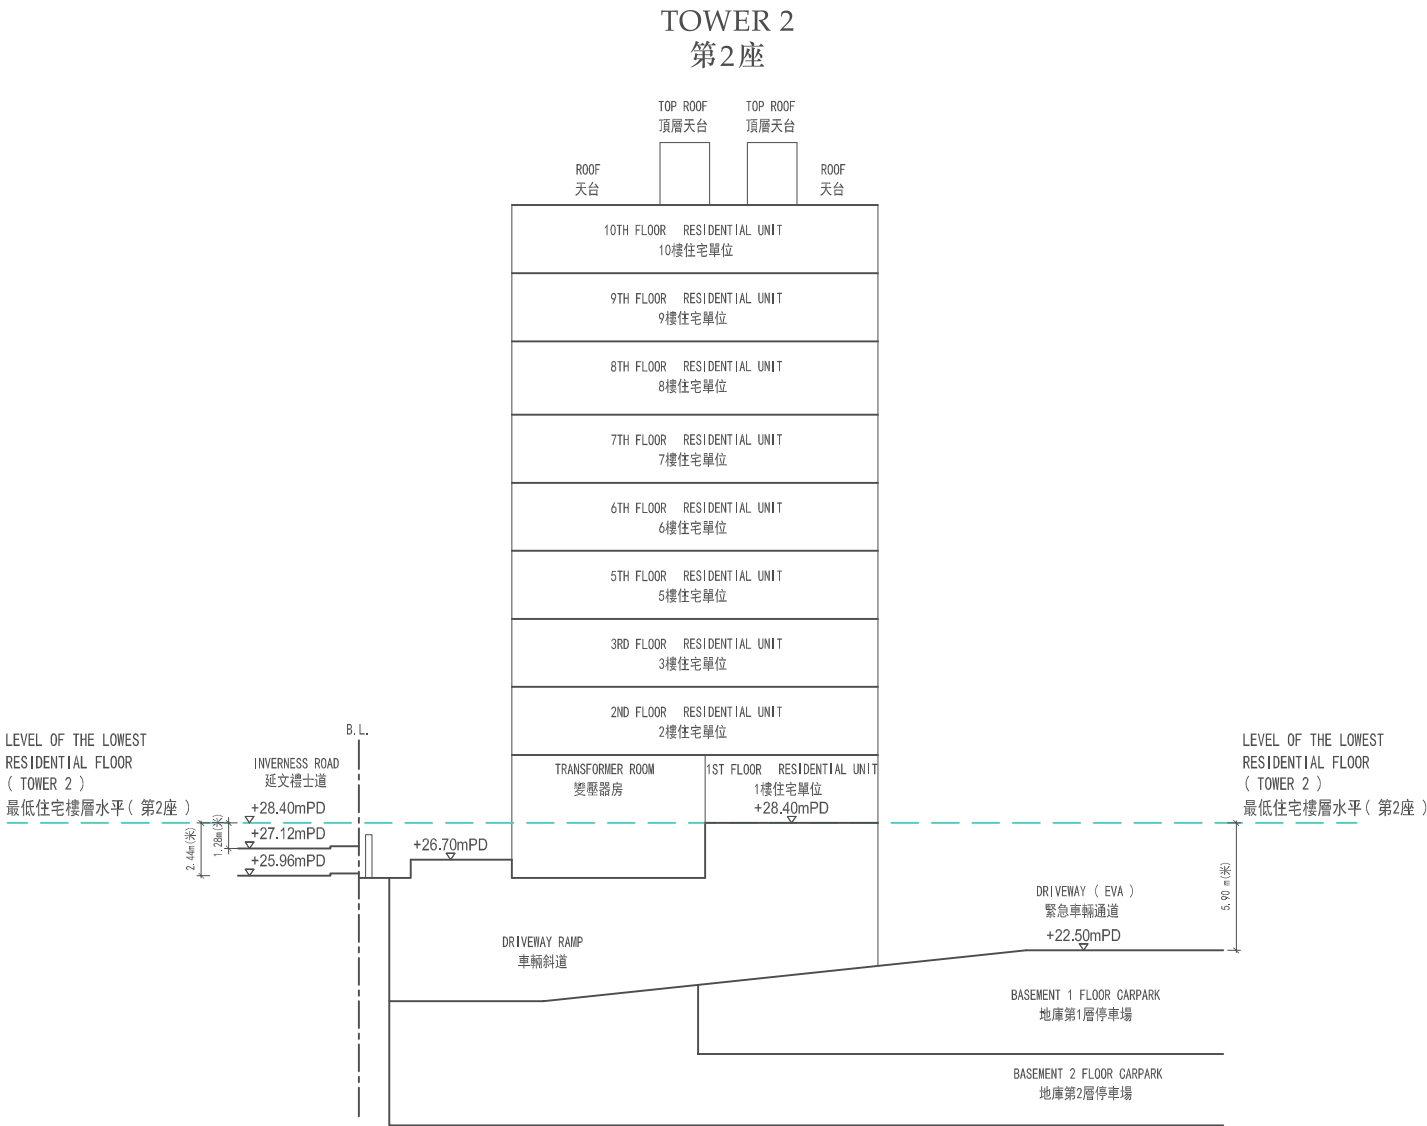 TOWER 2
第2座
TOP ROOF
頂層天台
TOP ROOF
頂層天台
ROOF
天台
ROOF
天台
10TH FLOOR RESIDENTIAL UNIT
10樓住宅單位
9TH FLOOR RESIDENTIAL UNIT
9樓住宅單位
8TH FLOOR RESIDENTIAL UNIT
8樓住宅單位
7TH FLOOR RESIDENTIAL UNIT
7樓住宅單位
6TH FLOOR RESIDENTIAL UNIT
6樓住宅單位
5TH FLOOR RESIDENTIAL UNIT
5樓住宅單位
3RD FLOOR RESIDENTIAL UNIT
3樓住宅單位
2ND FLOOR RESIDENTIAL UNIT
2樓住宅單位
LEVEL OF THE LOWEST
RESIDENTIAL FLOOR
( TOWER 2 )
最低住宅樓層水平( 第2座 )
B.L.
INVERNESS ROAD
延文禮士道
+28.40mPD
+27.12mPD
+25.96mPD
2.44m(米)
1.28m(米)
+26.70mPD
TRANSFORMER ROOM
變壓器房
1ST FLOOR RESIDENTIAL UNIT
1樓住宅單位
+28.40mPD
LEVEL OF THE LOWEST
RESIDENTIAL FLOOR
( TOWER 2 )
最低住宅樓層水平( 第2座 )
5.90 m(米)
DRIVEWAY ( EVA )
緊急車輛通道
+22.50mPD
DRIVEWAY RAMP
車輛斜道
BASEMENT 1 FLOOR CARPARK
地庫第1層停車場
BASEMENT 2 FLOOR CARPARK
地庫第2層停車場